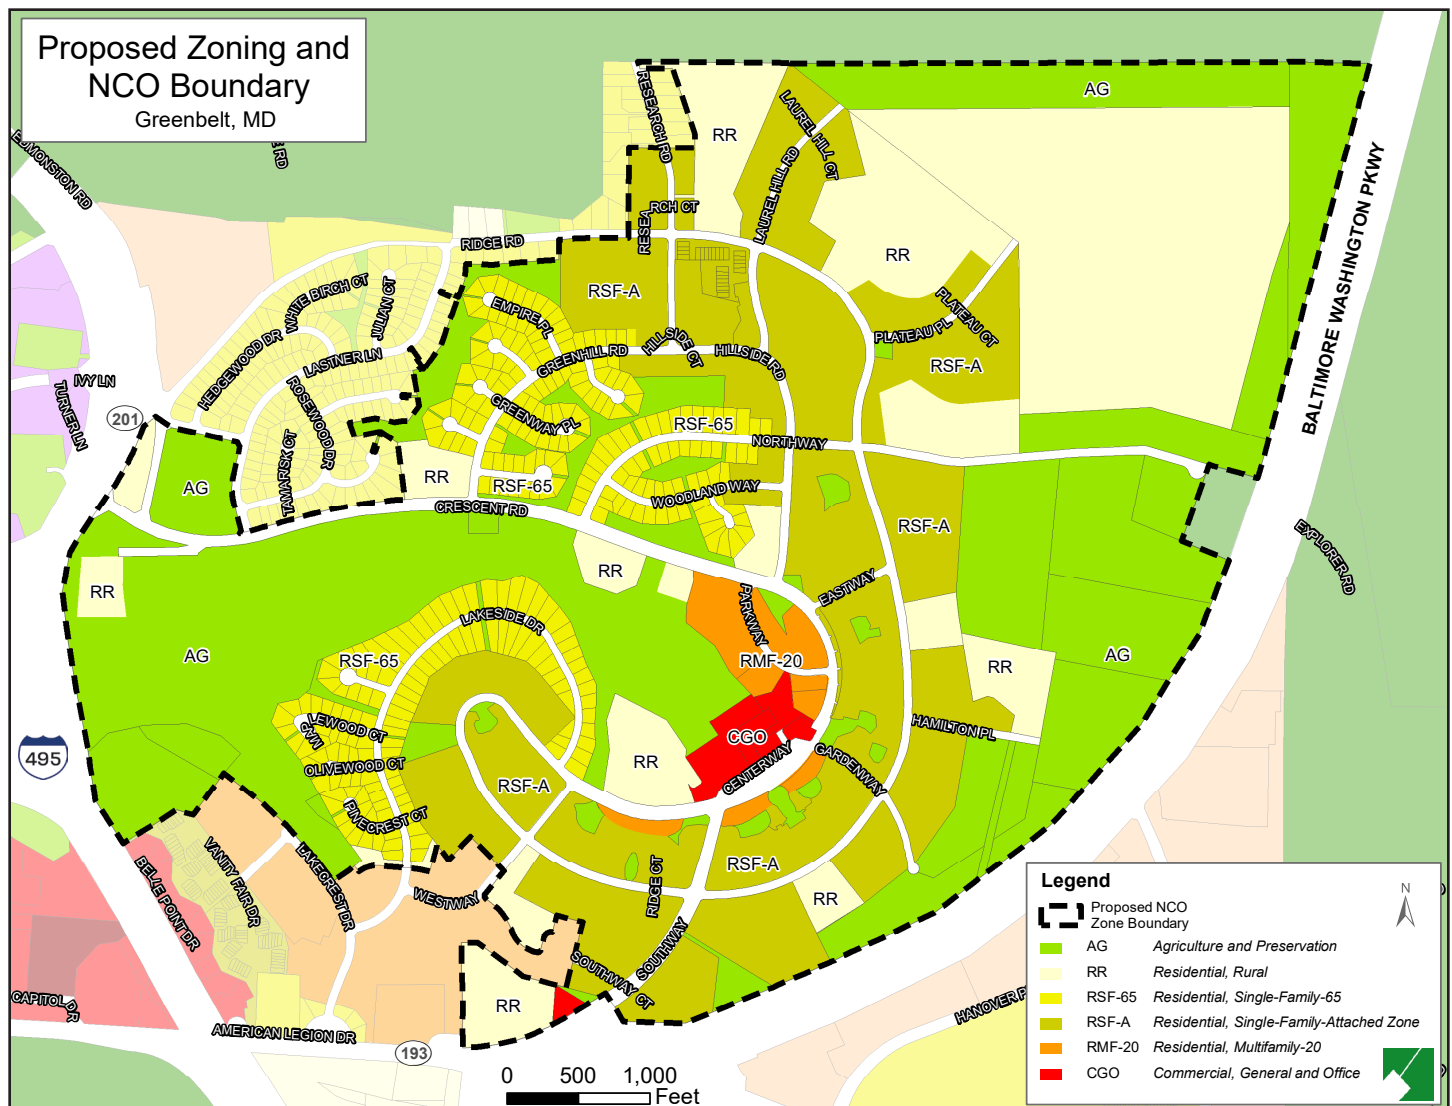 Proposed Zoning and
NCO Boundary
Greenbelt, MD
EDMONSTON RD
E RD
RESEARCH RD
RR
LAUREL HILL CT
LAUREL HILL RD
AG
BALTIMORE WASHINGTON PKWY
RESEA
RCH CT
RIDGE RD
WHITE BIRCH CT
JULIAN CT
HEDGEWOOD DR
LASTNER LN
ROSEWOOD DR
TAMARISK CT
IVY LN
TURNER LN
201
EMPIRE PL
RSF-A
GREENHILL RD
HILLSIDE CT
HILLSIDE RD
GREENWAY PL
RR
PLATEAU CT
PLATEAU PL
RSF-A
RSF-65
NORTHWAY
AG
RR
RSF-65
WOODLAND WAY
CRESCENT RD
RSF-A
EXPLORER RD
RR
RR
EASTWAY
PARKWAY
LAKESIDE DR
AG
RSF-65
RMF-20
RR
AG
LEWOOD CT
MAP
OLIVEWOOD CT
PINECREST CT
495
CGO
CENTERWAY
GARDENWAY
HAMILTON PL
RR
RSF-A
RSF-A
RR
RIDGE CT
VANITY FAIR DR
LAKECREST DR
BELLE POINT DR
WESTWAY
SOUTHWAY
SOUTHWAY CT
RR
CAPITOL DR
AMERICAN LEGION DR
193
HANOVER P
0 500 1,000
Feet
Legend
N
Proposed NCO
Zone Boundary
AG Agriculture and Preservation
RR Residential, Rural
RSF-65 Residential, Single-Family-65
RSF-A Residential, Single-Family-Attached Zone
RMF-20 Residential, Multifamily-20
CGO Commercial, General and Office